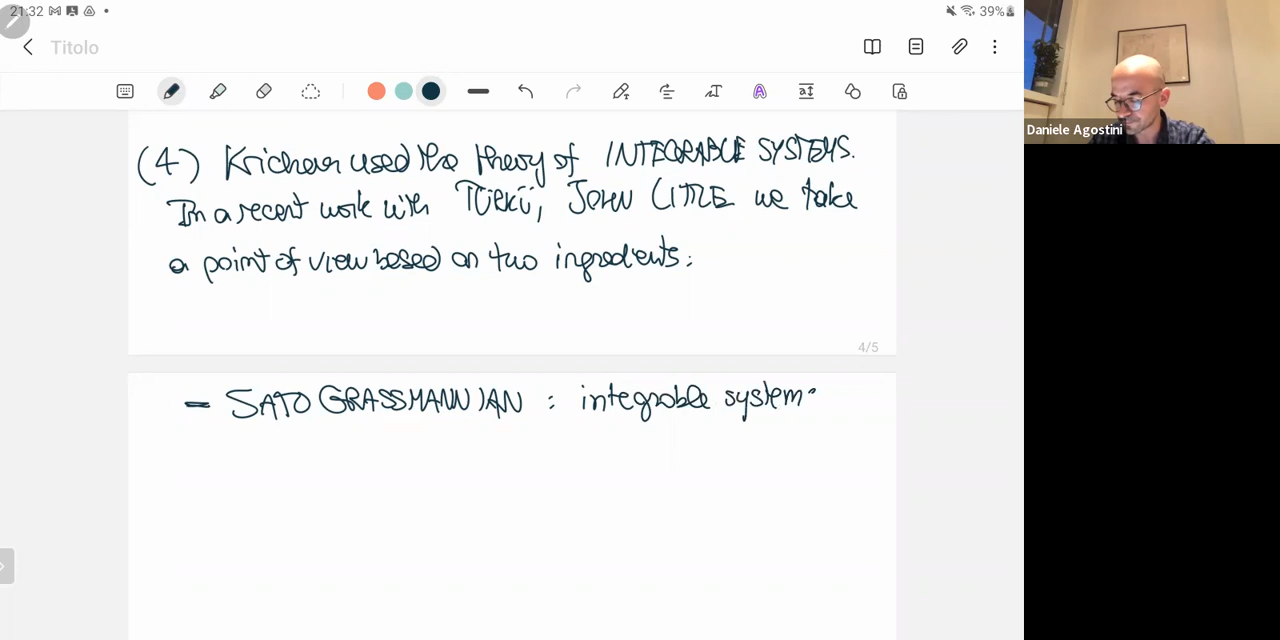 21:32
39%
Titolo
(4) Krichever used the theory of INTEGRABLE SYSTEMS.
In a recent work with TÜRKÜ, JOHN LITTLE we take
a point of view based on two ingredients:
4/5
- SATO GRASSMANNIAN : integrable system
Daniele Agostini